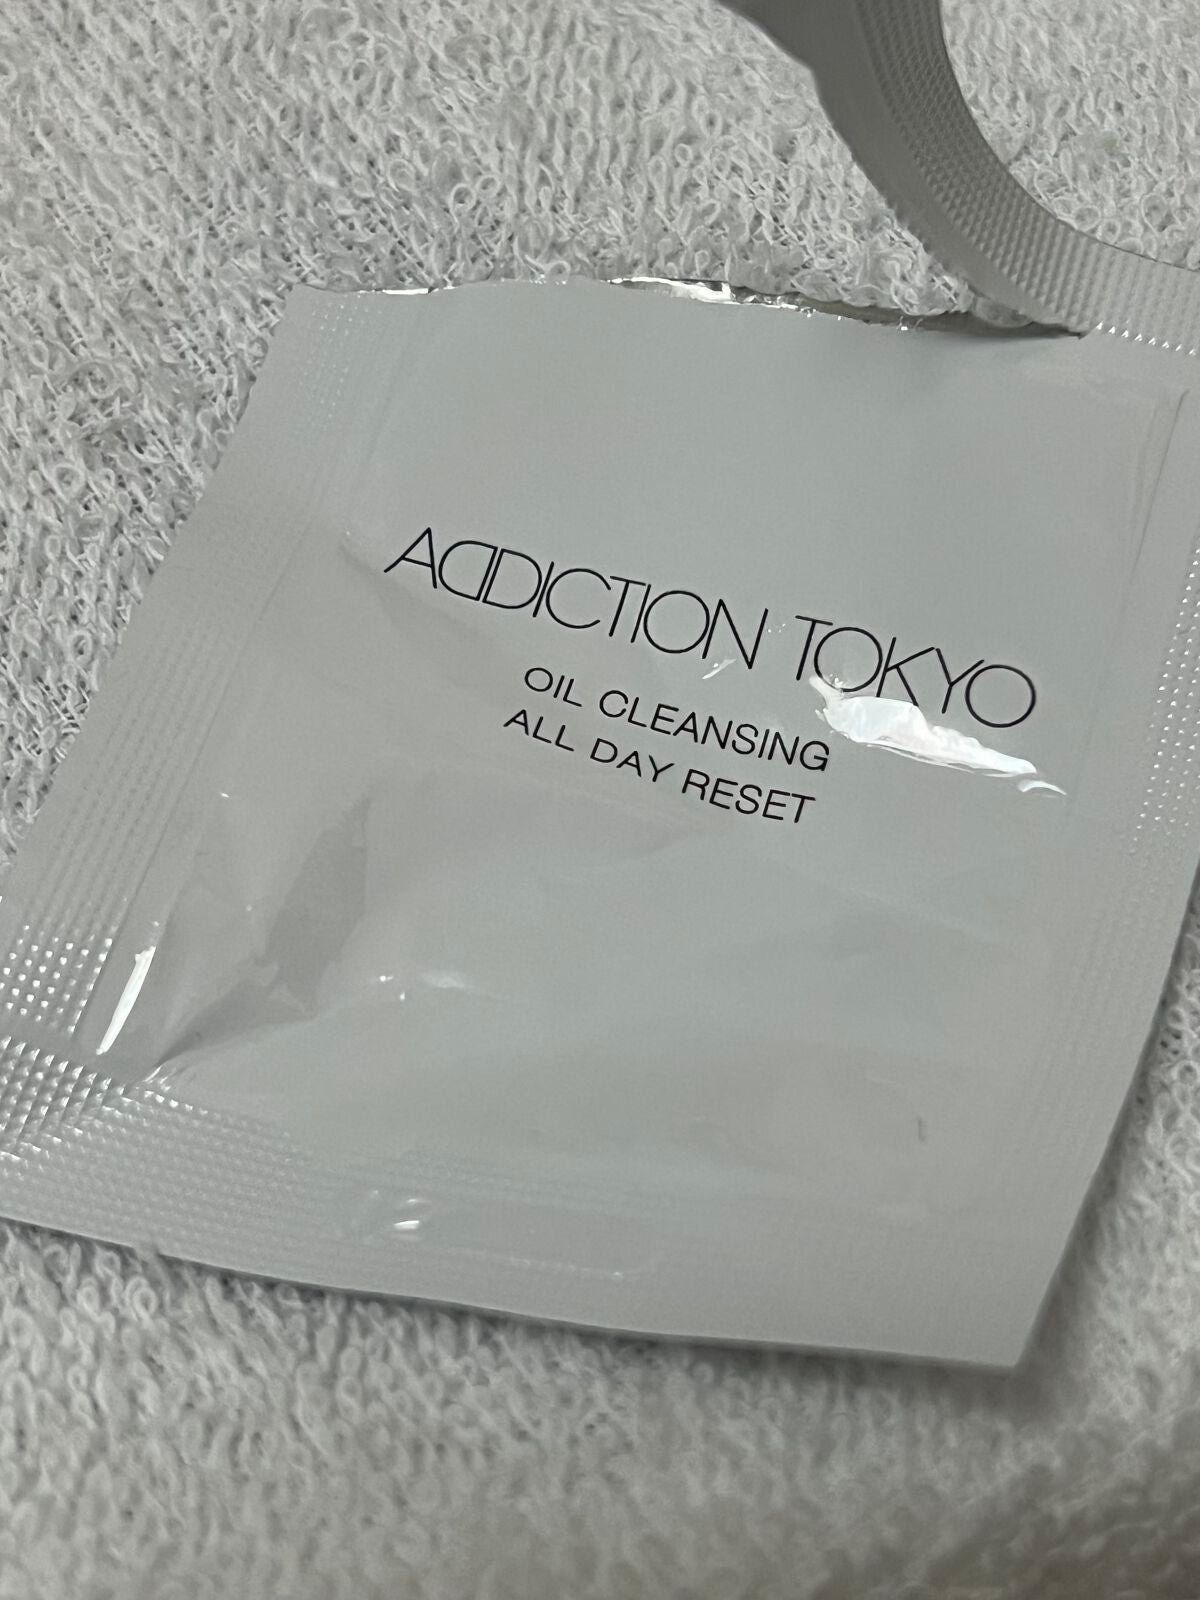 ADDICTION TOKYO
OIL CLEANSING
ALL DAY RESET